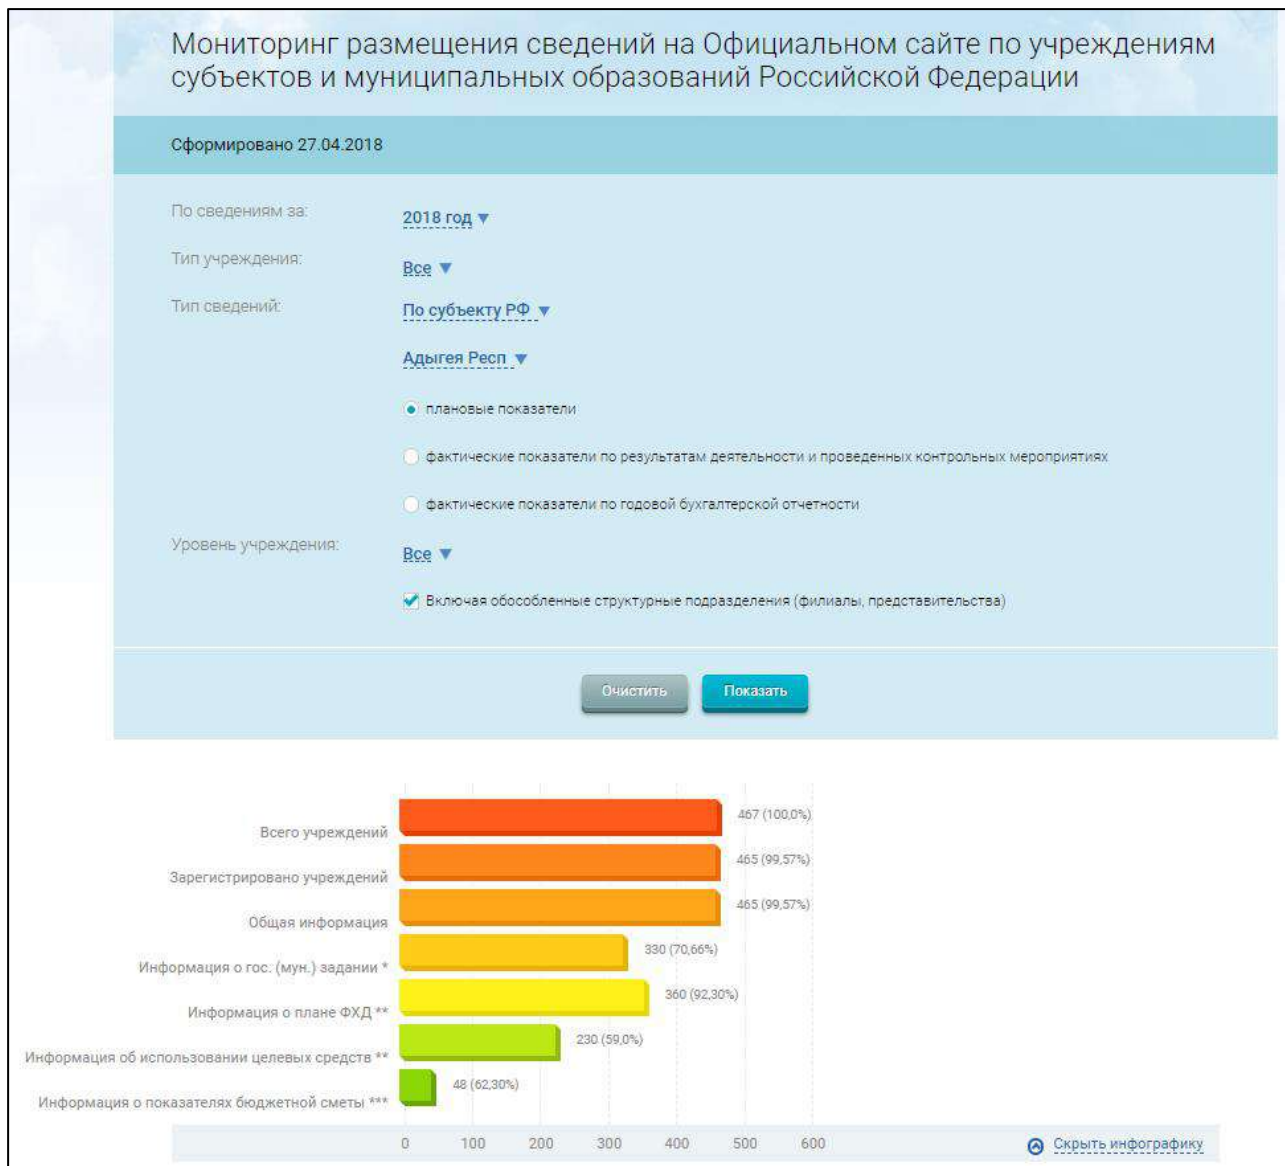 Мониторинг размещения сведений на Официальном сайте по учреждениям
субъектов и муниципальных образований Российской Федерации
Сформировано 27.04.2018
По сведениям за: 2018 год
Тип учреждения: Все
Тип сведений: По субъекту РФ
Адыгея Респ
плановые показатели
фактические показатели по результатам деятельности и проведенных контрольных мероприятиях
фактические показатели по годовой бухгалтерской отчетности
Уровень учреждения: Все
Включая обособленные структурные подразделения (филиалы, представительства)
Очистить Показать
Всего учреждений 467 (100,0%)
Зарегистрировано учреждений 465 (99,57%)
Общая информация 465 (99,57%)
Информация о гос. (мун.) задании * 330 (70,66%)
Информация о плане ФХД ** 360 (92,30%)
Информация об использовании целевых средств ** 230 (59,0%)
Информация о показателях бюджетной сметы *** 48 (62,30%)
0 100 200 300 400 500 600 Скрыть инфографику